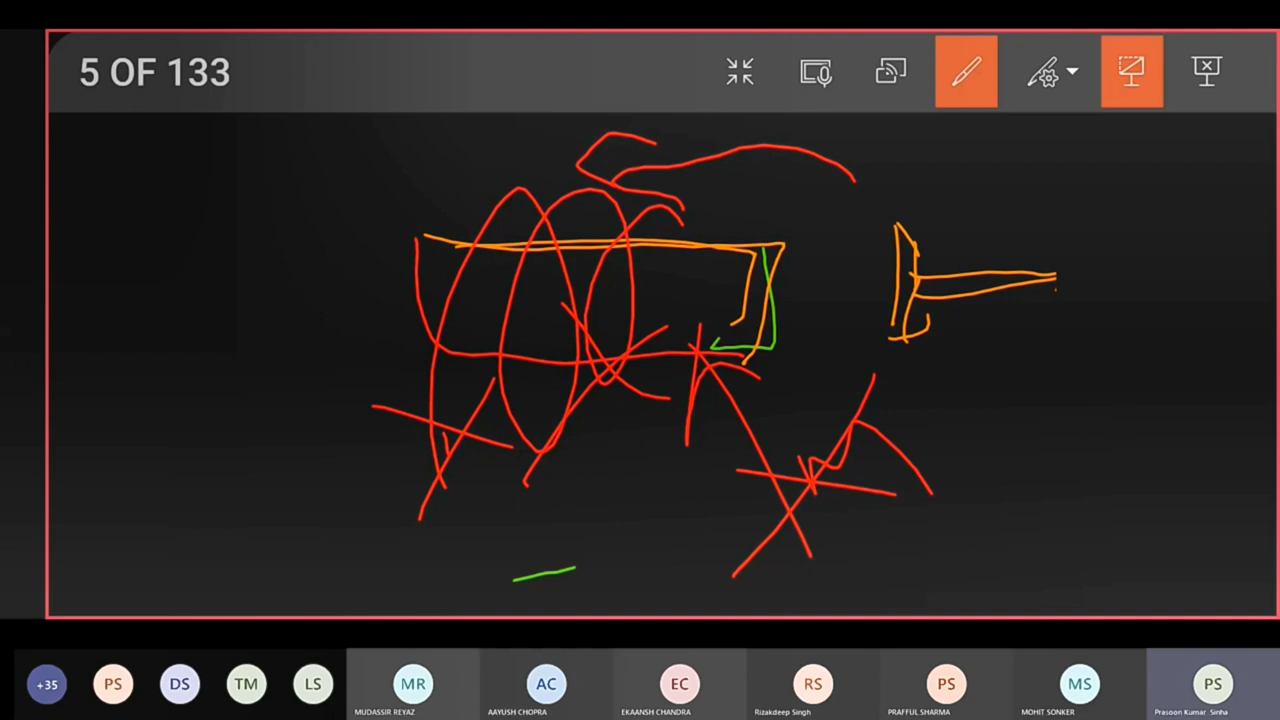 5 OF 133
+35
PS
DS
TM
LS
MR
MUDASSIR REYAZ
AC
AAYUSH CHOPRA
EC
EKAANSH CHANDRA
RS
Rizakdeep Singh
PS
PRAFFUL SHARMA
MS
MOHIT SONKER
PS
Prasoon Kumar Sinha